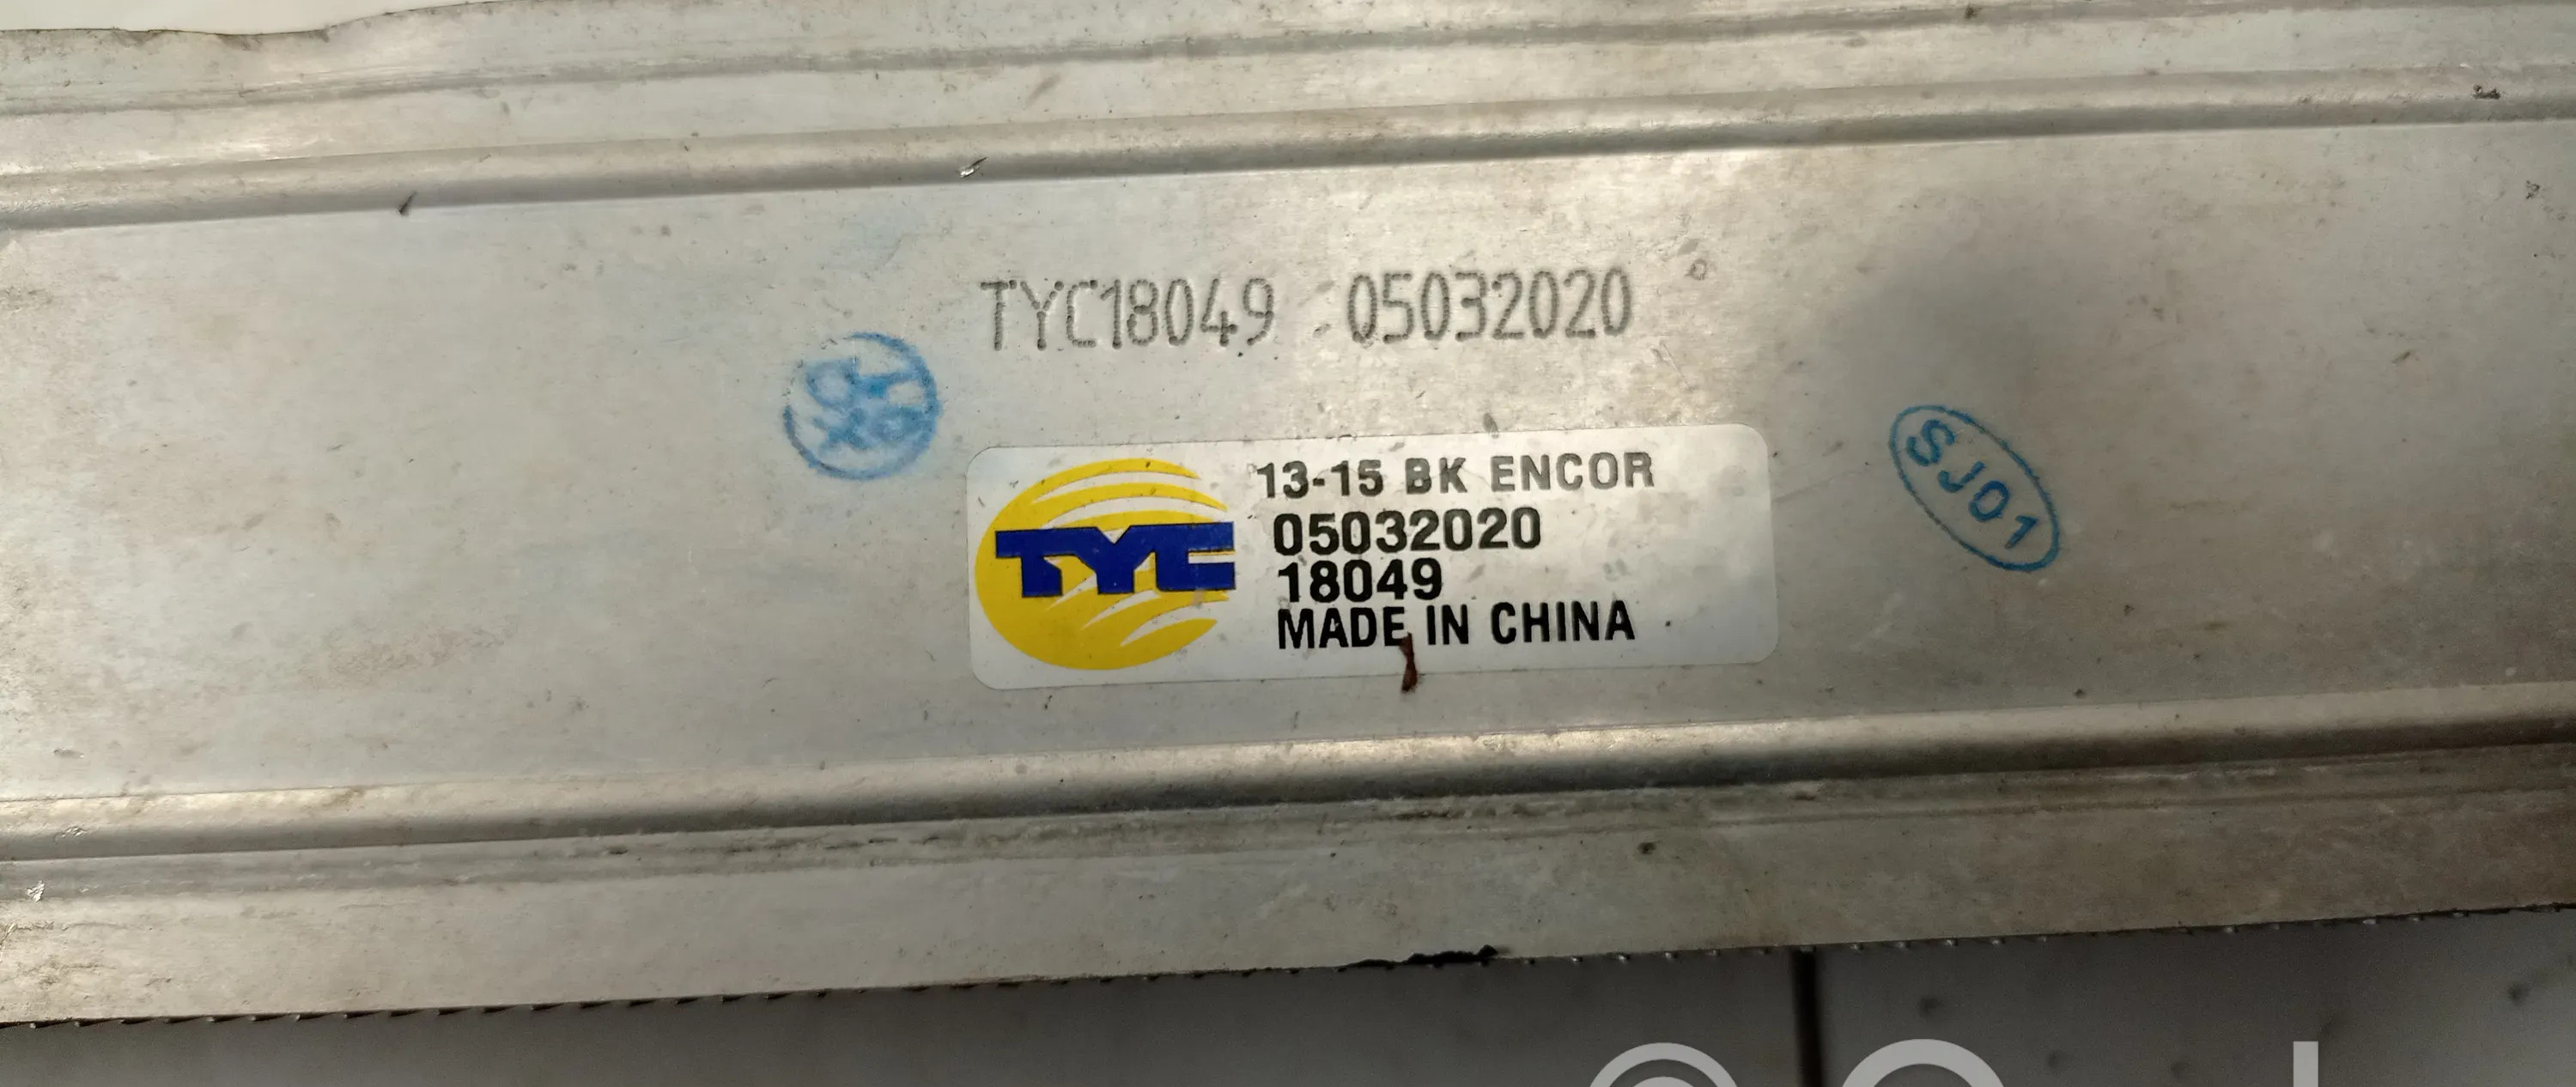 TYC18049 05032020
TYC
13-15 BK ENCOR
05032020
18049
MADE IN CHINA
SJ01